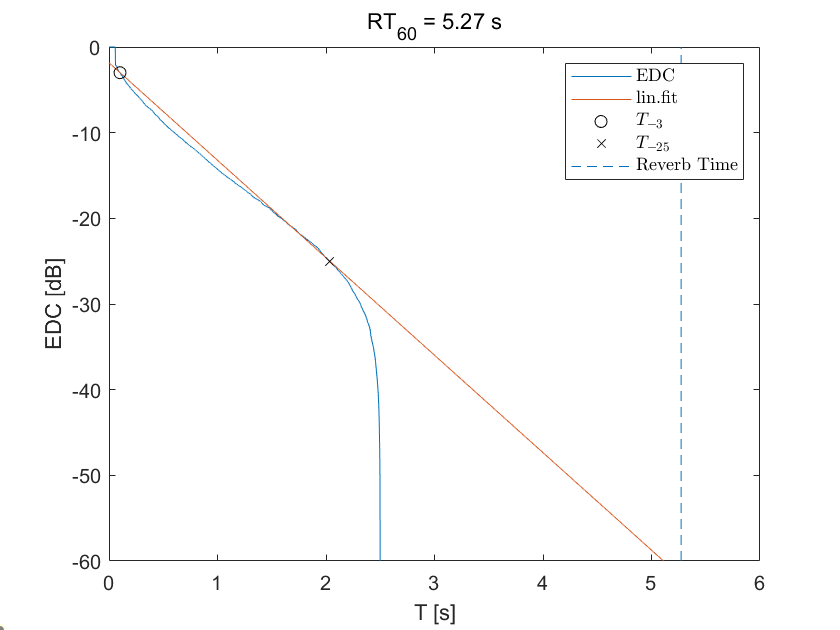 RT60 = 5.27 s
EDC
lin.fit
T−3
T−25
Reverb Time
0
-10
-20
-30
-40
-50
-60
EDC [dB]
0 1 2 3 4 5 6
T [s]